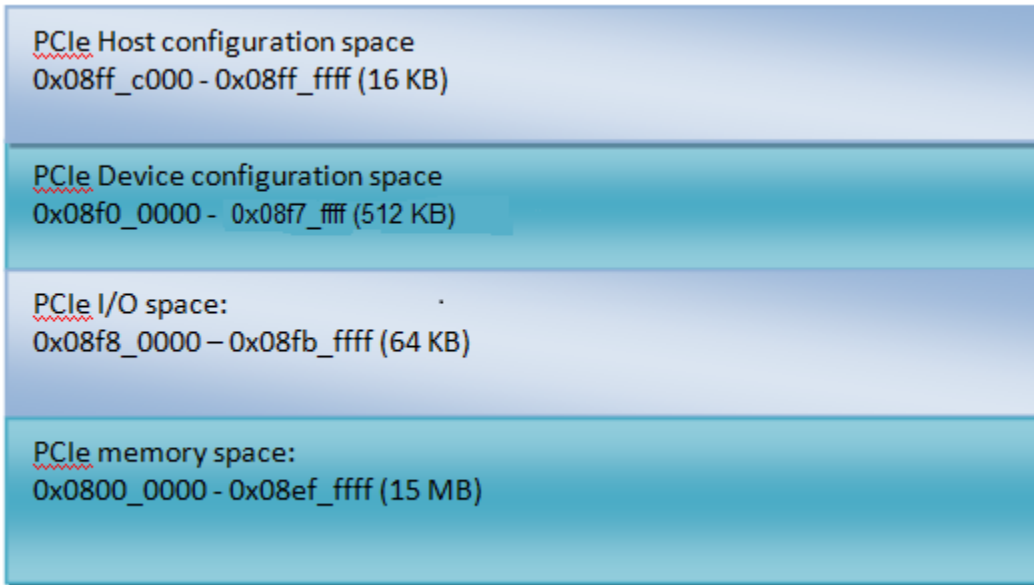 PCIe Host configuration space
0x08ff_c000 - 0x08ff_ffff (16 KB)
PCIe Device configuration space
0x08f0_0000 - 0x08f7_ffff (512 KB)
PCIe I/O space:
0x08f8_0000 – 0x08fb_ffff (64 KB)
PCIe memory space:
0x0800_0000 - 0x08ef_ffff (15 MB)